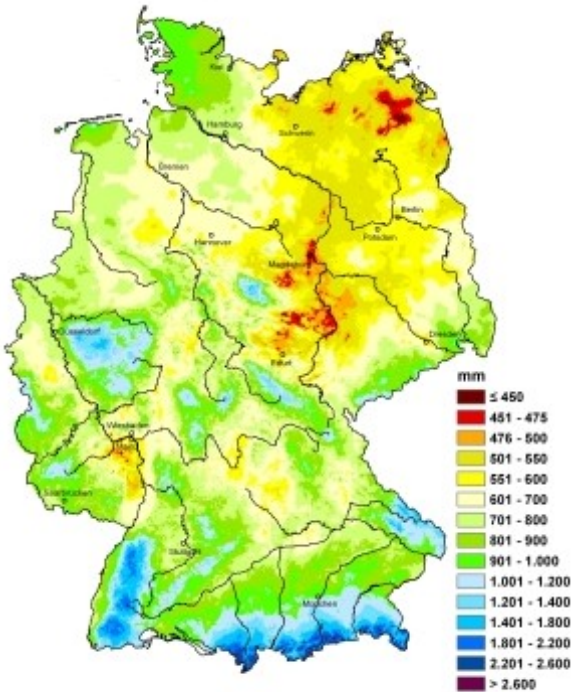 Kiel
Hamburg
Schwerin
Bremen
Berlin
Hannover
Potsdam
Magdeburg
Düsseldorf
Dresden
Erfurt
Wiesbaden
Saarbrücken
Stuttgart
München
mm
≤ 450
451 - 475
476 - 500
501 - 550
551 - 600
601 - 700
701 - 800
801 - 900
901 - 1.000
1.001 - 1.200
1.201 - 1.400
1.401 - 1.800
1.801 - 2.200
2.201 - 2.600
> 2.600